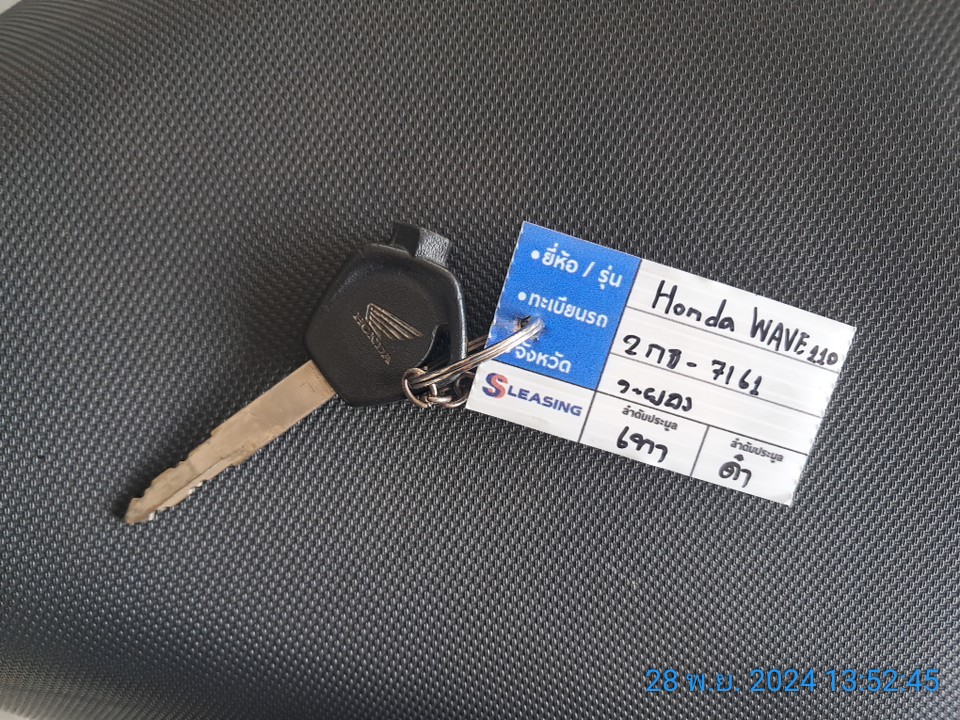 HONDA
•ยี่ห้อ / รุ่น Honda WAVE 110
•ทะเบียนรถ 2กช - 7161
จังหวัด ระยอง
SLEASING
ลำดับประมูล ลำดับประมูล
เทา ดำ
28 พ.ย. 2024 13:52:45